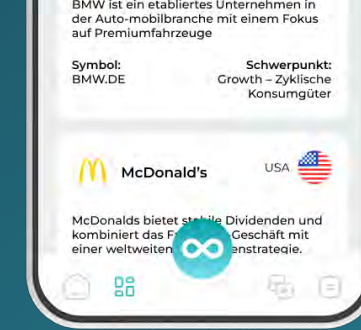 BMW ist ein etabliertes Unternehmen in
der Auto-mobilbranche mit einem Fokus
auf Premiumfahrzeuge
Symbol: Schwerpunkt:
BMW.DE Growth – Zyklische
Konsumgüter
McDonald's USA
McDonalds bietet stabile Dividenden und
kombiniert das Geschäft mit
einer weltweiten